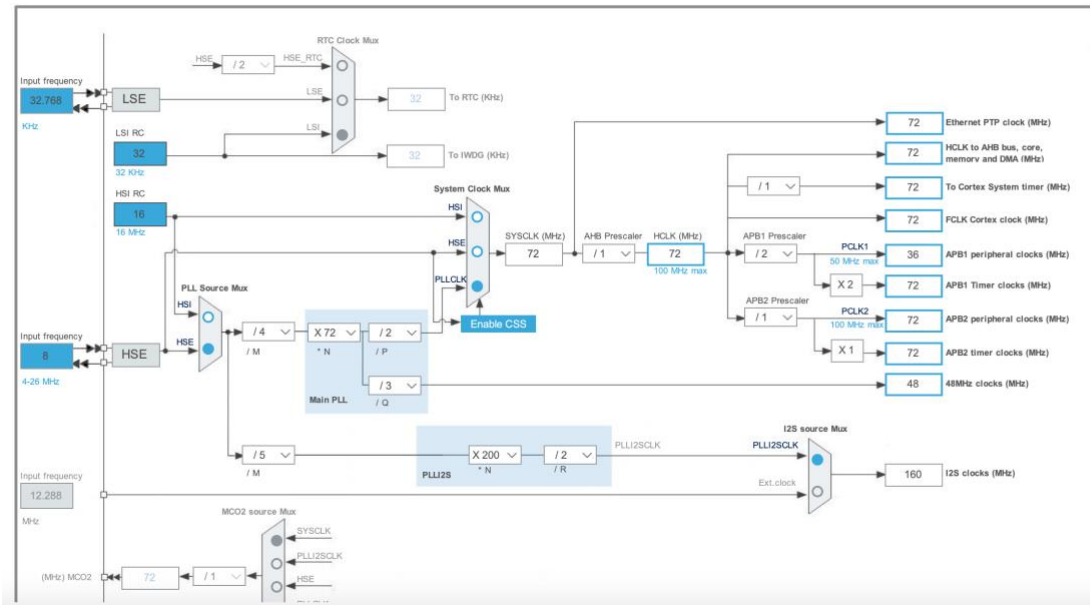 RTC Clock Mux
HSE
/ 2
HSE_RTC
Input frequency
32.768
KHz
LSE
LSE
32
To RTC (KHz)
LSI
LSI RC
32
32 KHz
32
To IWDG (KHz)
HSI RC
16
16 MHz
System Clock Mux
HSI
HSE
PLLCLK
SYSCLK (MHz)
72
AHB Prescaler
/ 1
HCLK (MHz)
72
100 MHz max
72
Ethernet PTP clock (MHz)
72
HCLK to AHB bus, core,
memory and DMA (MHz)
/ 1
72
To Cortex System timer (MHz)
72
FCLK Cortex clock (MHz)
APB1 Prescaler
/ 2
PCLK1
50 MHz max
36
APB1 peripheral clocks (MHz)
X 2
72
APB1 Timer clocks (MHz)
APB2 Prescaler
/ 1
PCLK2
100 MHz max
72
APB2 peripheral clocks (MHz)
X 1
72
APB2 timer clocks (MHz)
48
48MHz clocks (MHz)
PLL Source Mux
HSI
HSE
Input frequency
8
4-26 MHz
HSE
/ 4
/ M
X 72
* N
/ 2
/ P
Enable CSS
/ 3
/ Q
Main PLL
/ 5
/ M
X 200
* N
/ 2
/ R
PLLI2S
PLLI2SCLK
I2S source Mux
PLLI2SCLK
Ext.clock
160
I2S clocks (MHz)
Input frequency
12.288
MHz
MCO2 source Mux
SYSCLK
PLLI2SCLK
HSE
(MHz) MCO2
72
/ 1